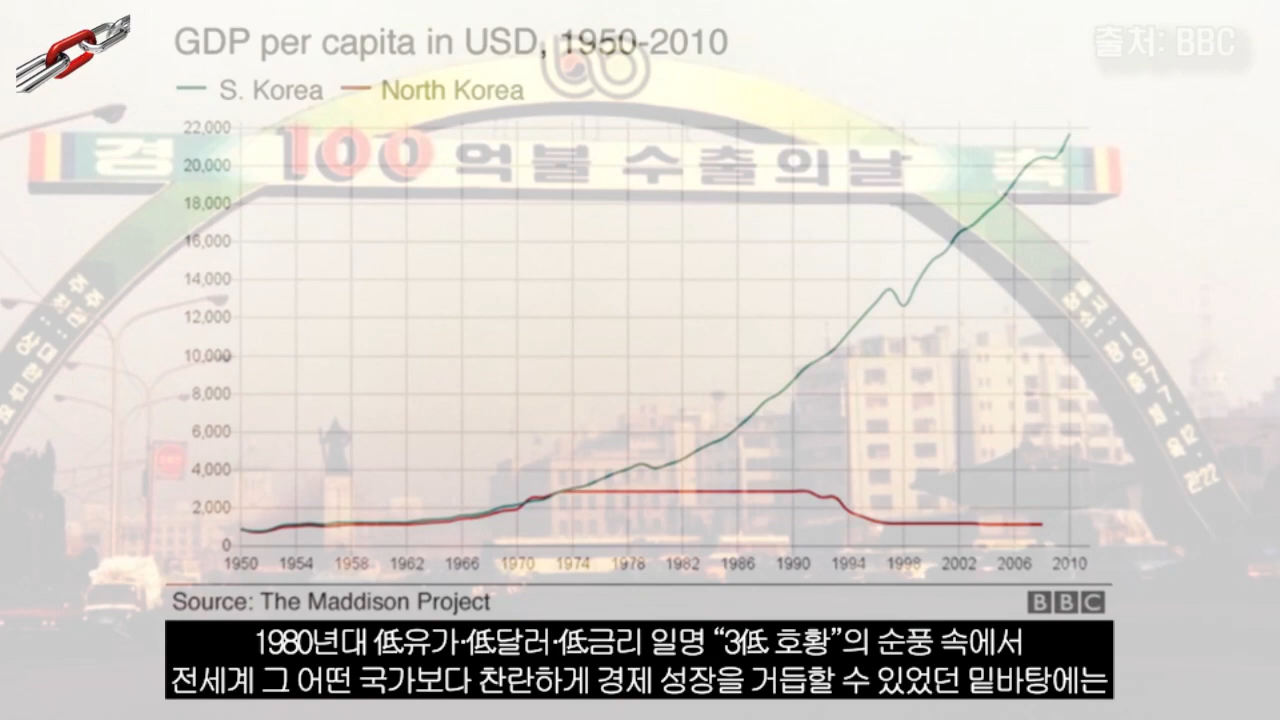 GDP per capita in USD, 1950-2010
출처: BBC
S. Korea
North Korea
22,000
20,000
18,000
16,000
14,000
12,000
10,000
8,000
6,000
4,000
2,000
0
1950 1954 1958 1962 1966 1970 1974 1978 1982 1986 1990 1994 1998 2002 2006 2010
경 100억불 수출의날 축
Source: The Maddison Project
BBC
1980년대 低유가·低달러·低금리 일명 “3低 호황”의 순풍 속에서
전세계 그 어떤 국가보다 찬란하게 경제 성장을 거듭할 수 있었던 밑바탕에는